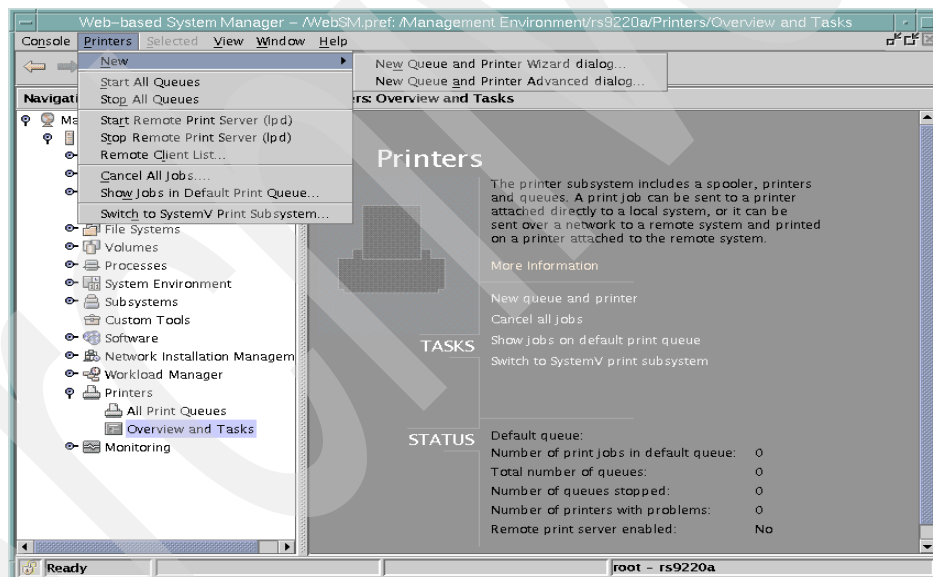 Web-based System Manager - /WebSM.pref: /Management Environment/rs9220a/Printers/Overview and Tasks
Console Printers Selected View Window Help
New
New Queue and Printer Wizard dialog...
New Queue and Printer Advanced dialog...
Start All Queues
Stop All Queues
Start Remote Print Server (lpd)
Stop Remote Print Server (lpd)
Remote Client List...
Cancel All Jobs....
Show Jobs in Default Print Queue...
Switch to SystemV Print Subsystem...
Navigati
rs: Overview and Tasks
Ma
File Systems
Volumes
Processes
System Environment
Subsystems
Custom Tools
Software
Network Installation Managem
Workload Manager
Printers
All Print Queues
Overview and Tasks
Monitoring
Printers
The printer subsystem includes a spooler, printers
and queues. A print job can be sent to a printer
attached directly to a local system, or it can be
sent over a network to a remote system and printed
on a printer attached to the remote system.
More Information
TASKS
New queue and printer
Cancel all jobs
Show jobs on default print queue
Switch to SystemV print subsystem
STATUS
Default queue:
Number of print jobs in default queue: 0
Total number of queues: 0
Number of queues stopped: 0
Number of printers with problems: 0
Remote print server enabled: No
Ready
root - rs9220a